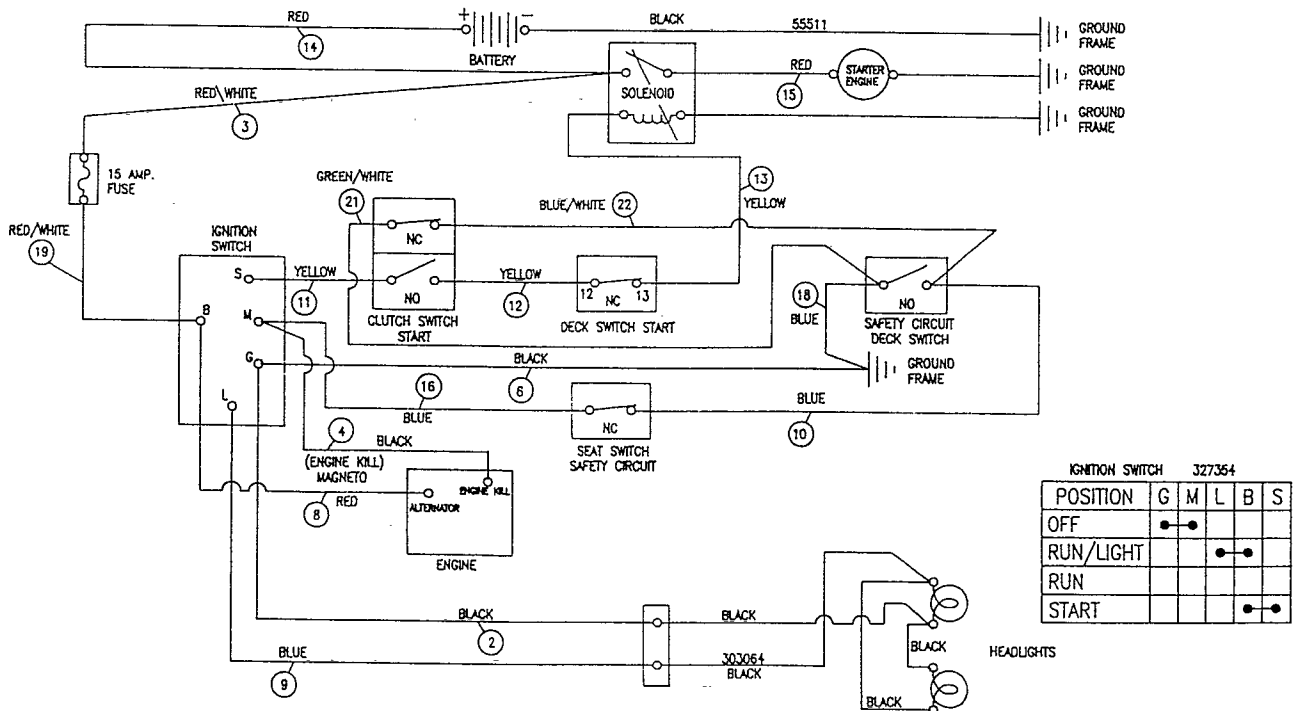 RED
14
+
−
BATTERY
BLACK
55511
GROUND
FRAME
RED\WHITE
3
SOLENOID
RED
15
STARTER
ENGINE
GROUND
FRAME
GROUND
FRAME
15 AMP.
FUSE
GREEN/WHITE
21
BLUE/WHITE
22
13
YELLOW
RED/WHITE
19
IGNITION
SWITCH
S
B
M
G
L
YELLOW
11
NC
NO
CLUTCH SWITCH
START
YELLOW
12
12
NC
13
DECK SWITCH START
18
BLUE
NO
SAFETY CIRCUIT
DECK SWITCH
BLACK
6
GROUND
FRAME
16
BLUE
NC
SEAT SWITCH
SAFETY CIRCUIT
BLUE
10
4
BLACK
(ENGINE KILL)
MAGNETO
8
RED
ENGINE KILL
ALTERNATOR
ENGINE
IGNITION SWITCH 327354
POSITION G M L B S
OFF
RUN/LIGHT
RUN
START
BLACK
2
BLACK
BLUE
9
303064
BLACK
BLACK
BLACK
HEADLIGHTS